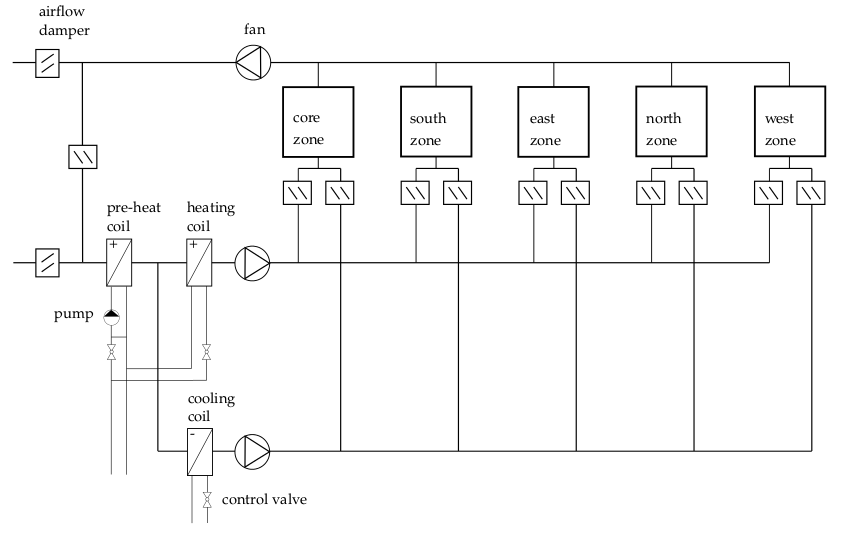 airflow
damper
fan
core
zone
south
zone
east
zone
north
zone
west
zone
pre-heat
coil
heating
coil
+
+
pump
cooling
coil
-
control valve